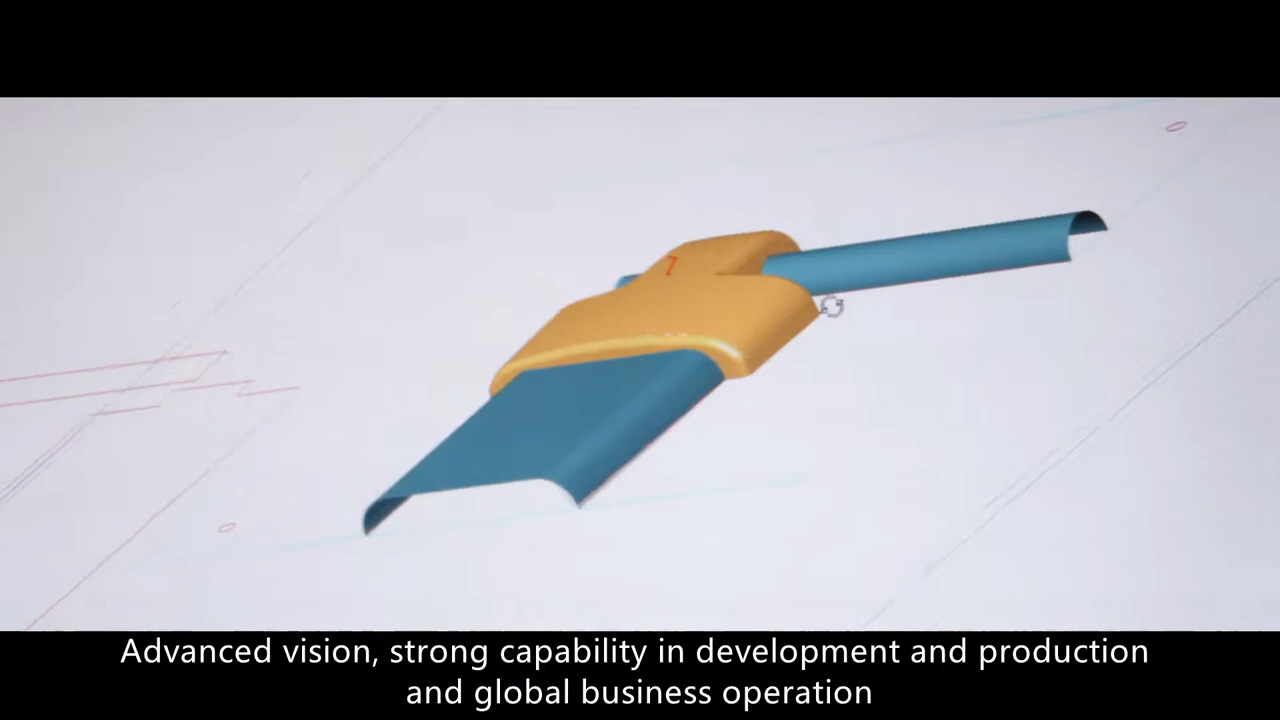 Advanced vision, strong capability in development and production
and global business operation